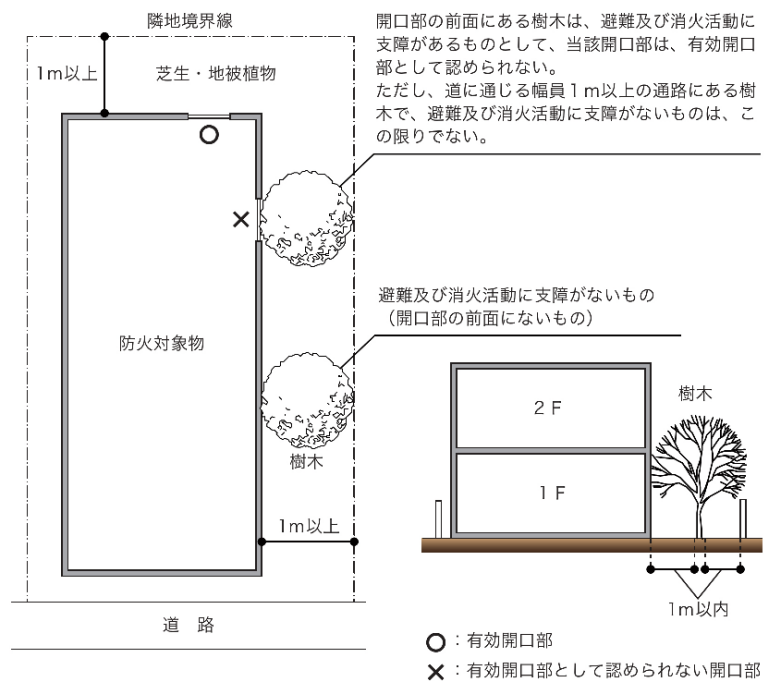 隣地境界線
1m以上
芝生・地被植物
開口部の前面にある樹木は、避難及び消火活動に
支障があるものとして、当該開口部は、有効開口
部として認められない。
ただし、道に通じる幅員1m以上の通路にある樹
木で、避難及び消火活動に支障がないものは、こ
の限りでない。
避難及び消火活動に支障がないもの
(開口部の前面にないもの)
防火対象物
樹木
1m以上
道 路
樹木
2F
1F
1m以内
○:有効開口部
×:有効開口部として認められない開口部